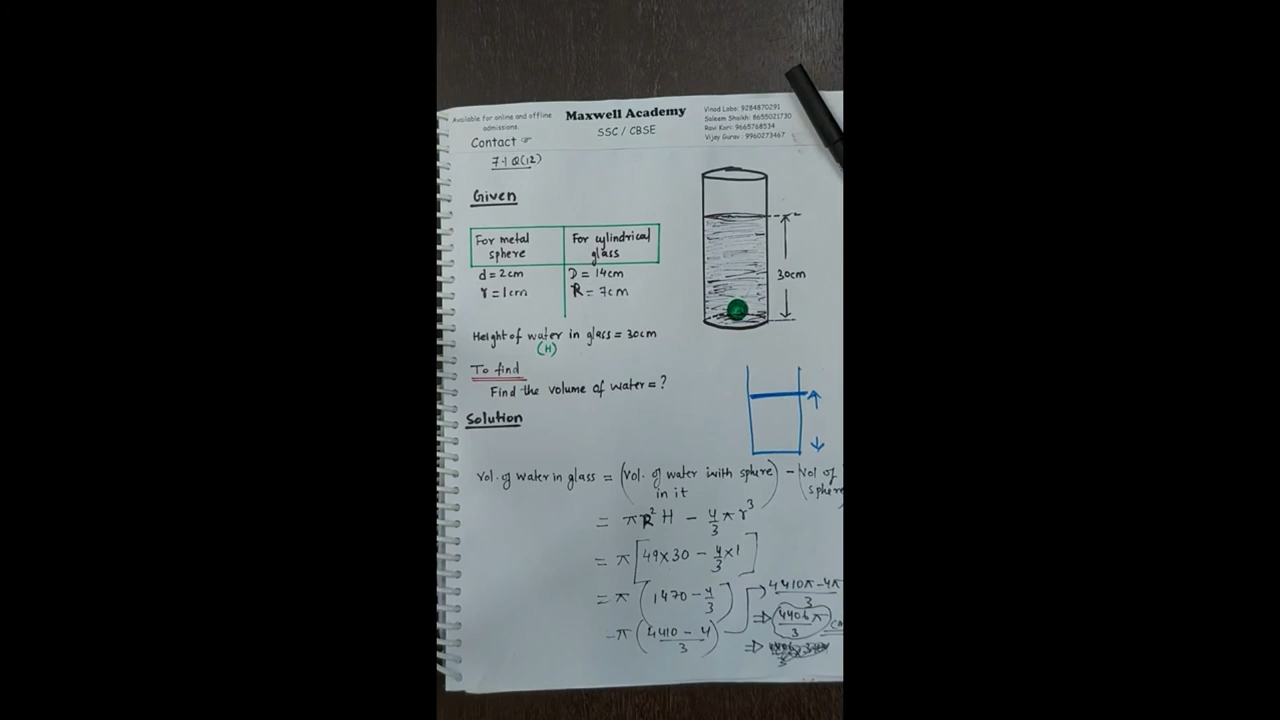 Available for online and offline admissions.
Maxwell Academy
SSC / CBSE
Vinod Lobo: 9284870291
Saleem Shaikh: 8655021730
Ravi Kori: 9665768534
Vijay Gurav : 9960273467
Contact ☞
7.1 Q(12)
Given
For metal sphere
For cylindrical glass
d = 2cm
D = 14cm
r = 1cm
R = 7cm
30cm
Height of water in glass = 30cm
(H)
To find
Find the volume of water = ?
Solution
Vol. of water in glass = (Vol. of water with sphere in it) - (Vol of sphere
= πR²H - 4/3 πr³
= π[49×30 - 4/3×1]
= π(1470 - 4/3)
= π(4410 - 4/3)
→ 4410π - 4π/3
⇒ 4406π/3
⇒